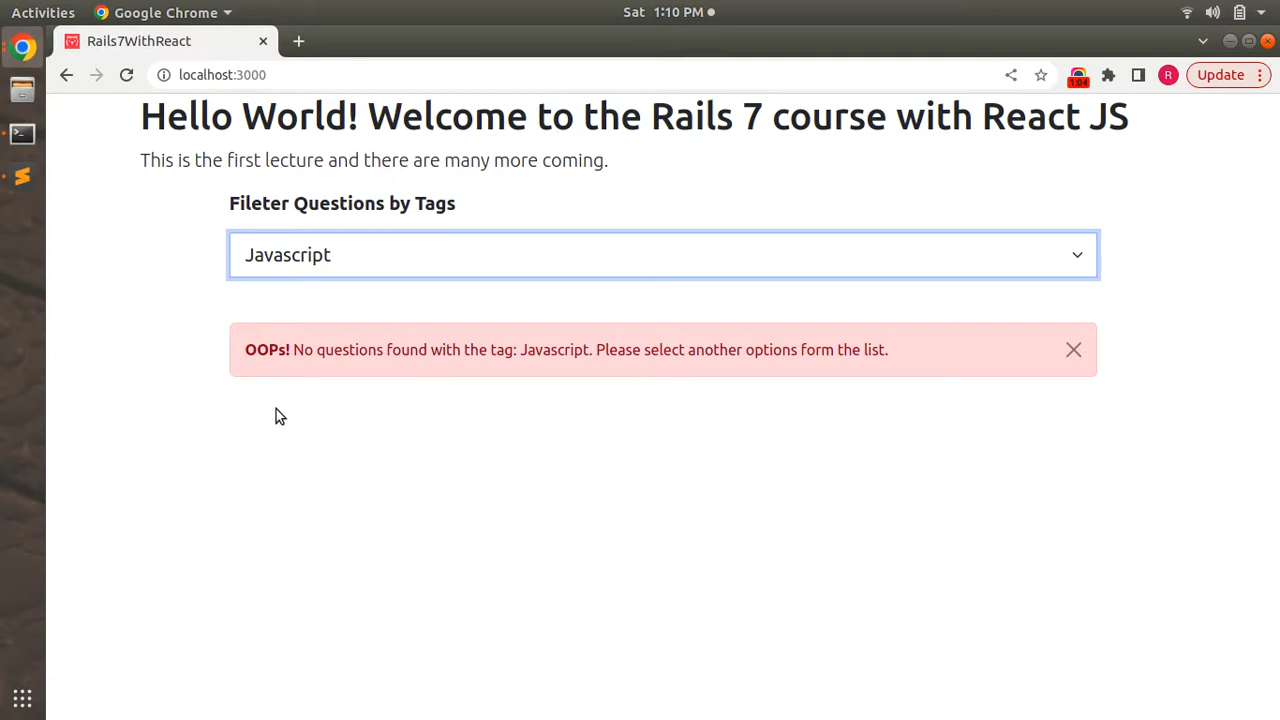 Activities Google Chrome Sat 1:10 PM
Rails7WithReact
localhost:3000 1:04 R Update
Hello World! Welcome to the Rails 7 course with React JS
This is the first lecture and there are many more coming.
Fileter Questions by Tags
Javascript
OOPs! No questions found with the tag: Javascript. Please select another options form the list.